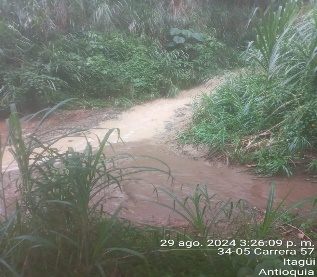 29 ago. 2024 3:26:09 p. m.
34-05 Carrera 57
Itagüí
Antioquia